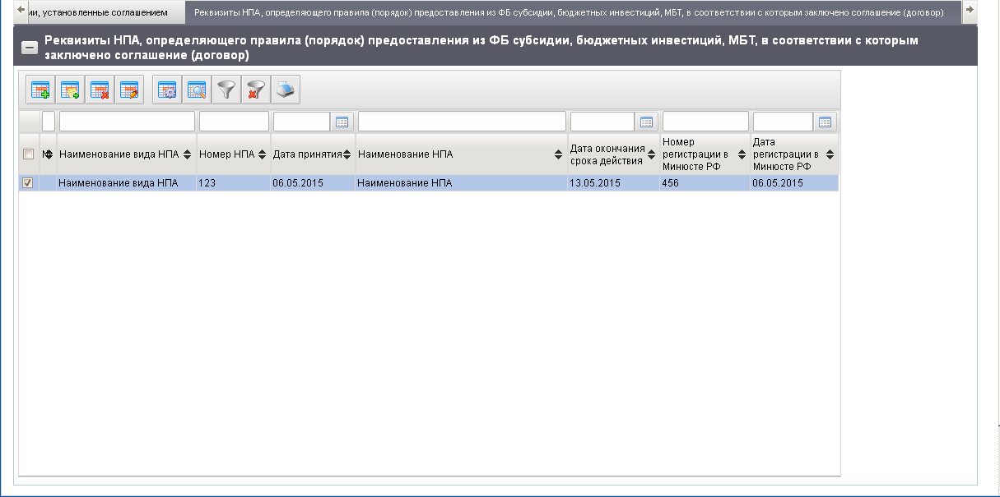 ии, установленные соглашением
Реквизиты НПА, определяющего правила (порядок) предоставления из ФБ субсидии, бюджетных инвестиций, МБТ, в соответствии с которым заключено соглашение (договор)
Реквизиты НПА, определяющего правила (порядок) предоставления из ФБ субсидии, бюджетных инвестиций, МБТ, в соответствии с которым
заключено соглашение (договор)
Наименование вида НПА Номер НПА Дата принятия Наименование НПА
Дата окончания
срока действия
Номер
регистрации в
Минюсте РФ
Дата
регистрации в
Минюсте РФ
Наименование вида НПА 123 06.05.2015 Наименование НПА 13.05.2015 456 06.05.2015